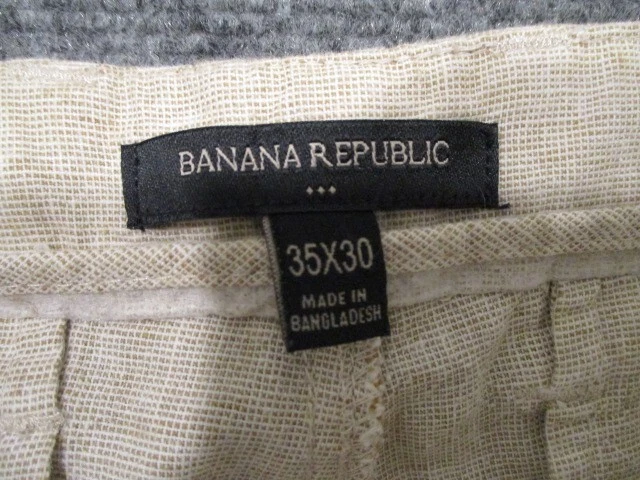 BANANA REPUBLIC
35X30
MADE IN
BANGLADESH